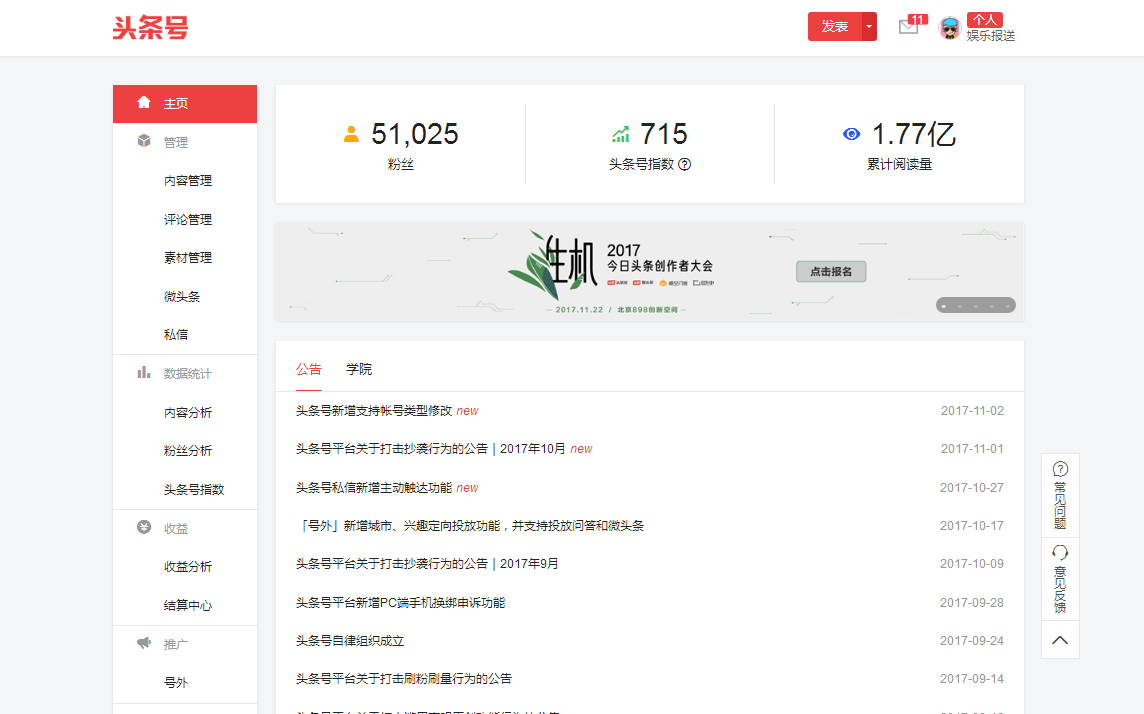 头条号
发表
11
个人
娱乐报送
主页
管理
内容管理
评论管理
素材管理
微头条
私信
数据统计
内容分析
粉丝分析
头条号指数
收益
收益分析
结算中心
推广
号外
51,025
粉丝
715
头条号指数
1.77亿
累计阅读量
生机
2017
今日头条创作者大会
2017.11.22 / 北京898创新空间
点击报名
公告 学院
头条号新增支持帐号类型修改 new 2017-11-02
头条号平台关于打击抄袭行为的公告｜2017年10月 new 2017-11-01
头条号私信新增主动触达功能 new 2017-10-27
「号外」新增城市、兴趣定向投放功能，并支持投放问答和微头条 2017-10-17
头条号平台关于打击抄袭行为的公告｜2017年9月 2017-10-09
头条号平台新增PC端手机换绑申诉功能 2017-09-28
头条号自律组织成立 2017-09-24
头条号平台关于打击刷粉刷量行为的公告 2017-09-14
常见问题
意见反馈